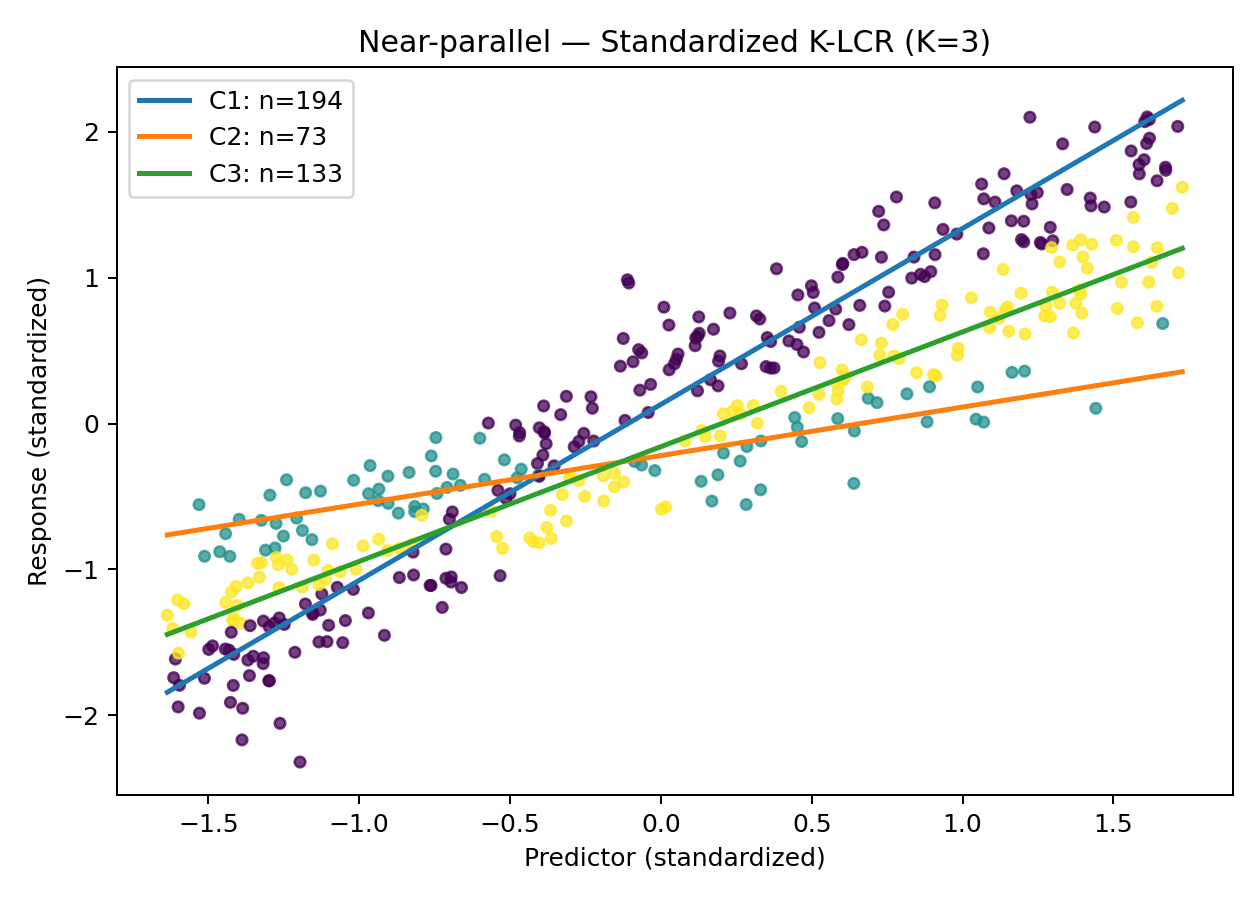 Near-parallel — Standardized K-LCR (K=3)
C1: n=194
C2: n=73
C3: n=133
Response (standardized)
2
1
0
−1
−2
−1.5 −1.0 −0.5 0.0 0.5 1.0 1.5
Predictor (standardized)